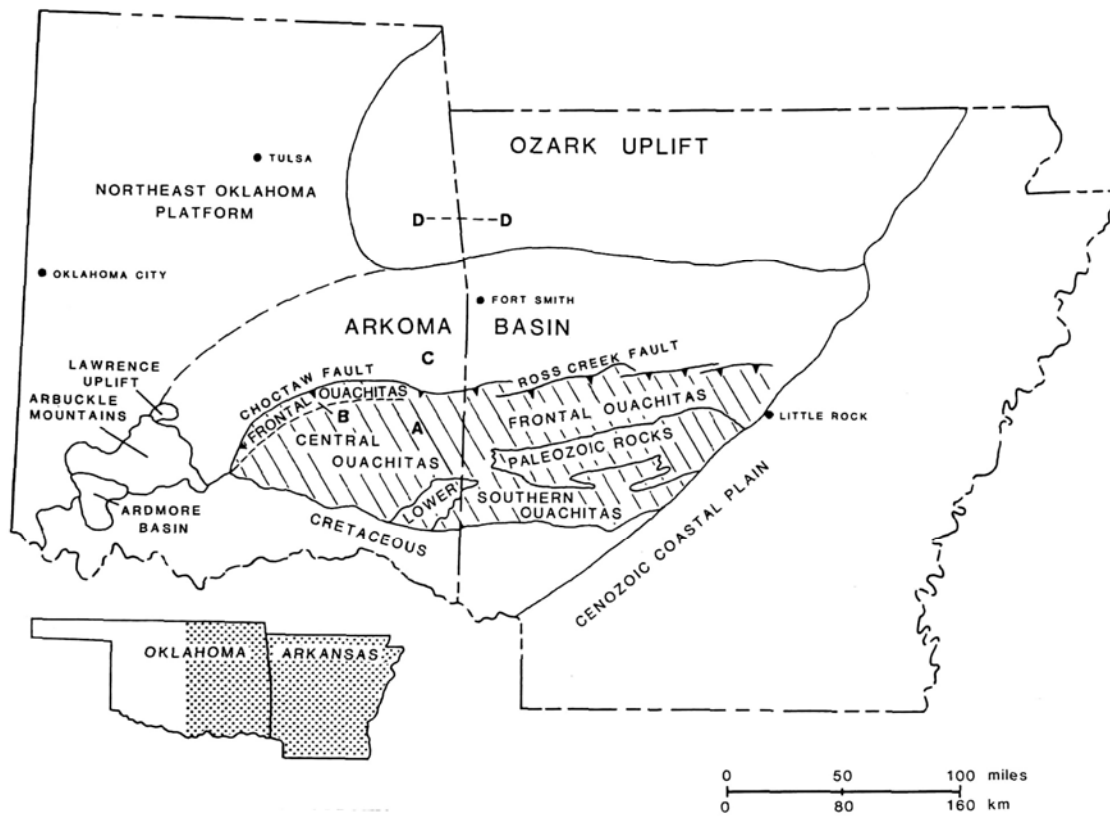 OZARK UPLIFT
TULSA
NORTHEAST OKLAHOMA
PLATFORM
D D
OKLAHOMA CITY
FORT SMITH
ARKOMA BASIN
C
LAWRENCE
UPLIFT
ARBUCKLE
MOUNTAINS
CHOCTAW FAULT
ROSS CREEK FAULT
FRONTAL OUACHITAS
B
A
CENTRAL
OUACHITAS
FRONTAL OUACHITAS
LITTLE ROCK
PALEOZOIC ROCKS
LOWER
SOUTHERN
OUACHITAS
ARDMORE
BASIN
CRETACEOUS
CENOZOIC COASTAL PLAIN
OKLAHOMA
ARKANSAS
0 50 100 miles
0 80 160 km